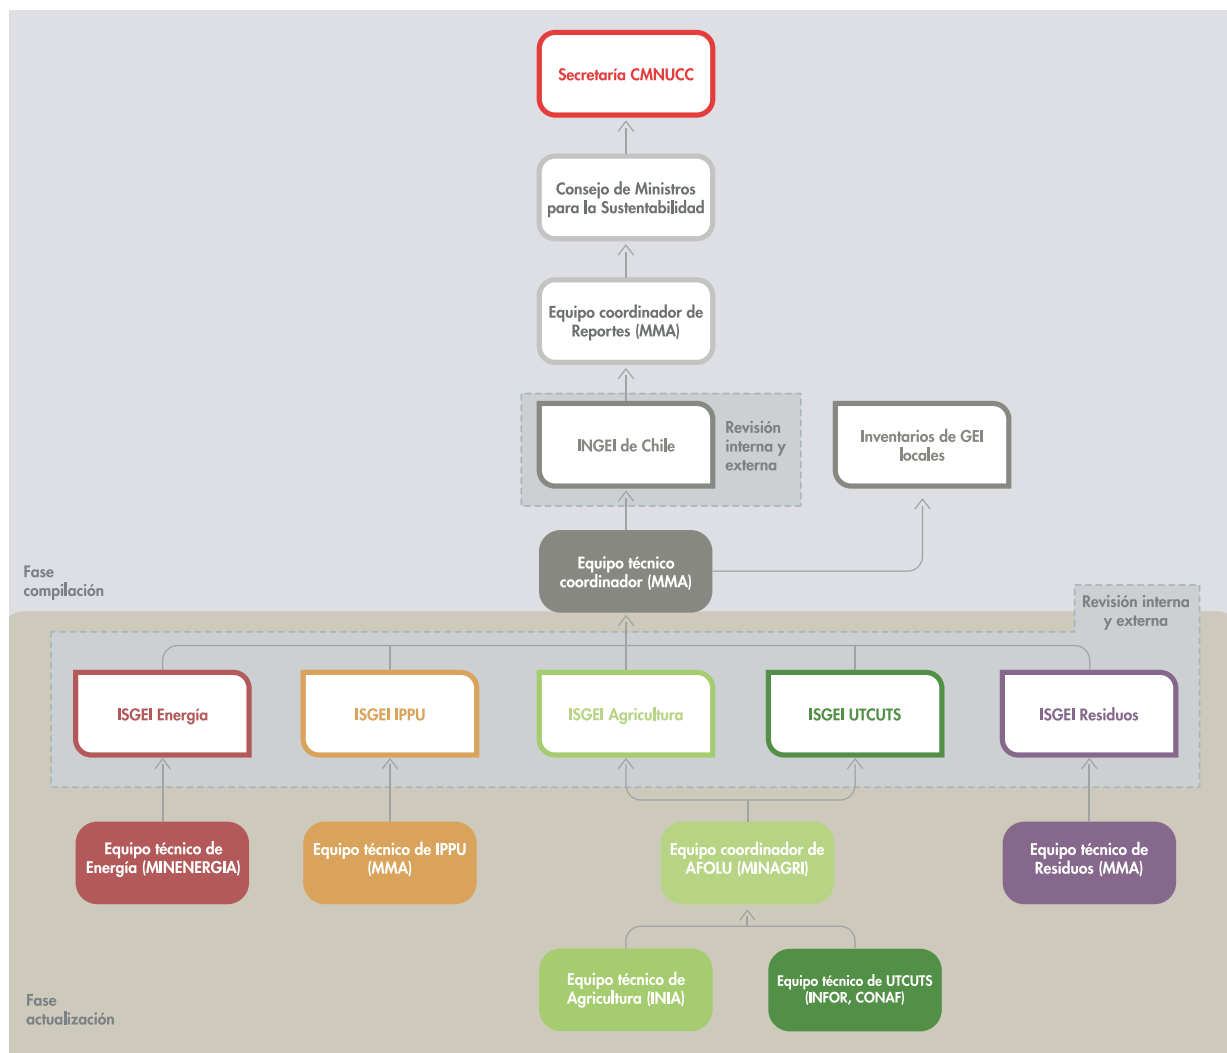 Secretaría CMNUCC
Consejo de Ministros
para la Sustentabilidad
Equipo coordinador de
Reportes (MMA)
INGEI de Chile
Revisión
interna y
externa
Inventarios de GEI
locales
Equipo técnico
coordinador (MMA)
Fase
compilación
Revisión interna
y externa
ISGEI Energía
ISGEI IPPU
ISGEI Agricultura
ISGEI UTCUTS
ISGEI Residuos
Equipo técnico de
Energía (MINENERGIA)
Equipo técnico de IPPU
(MMA)
Equipo coordinador de
AFOLU (MINAGRI)
Equipo técnico de
Residuos (MMA)
Equipo técnico de
Agricultura (INIA)
Equipo técnico de UTCUTS
(INFOR, CONAF)
Fase
actualización